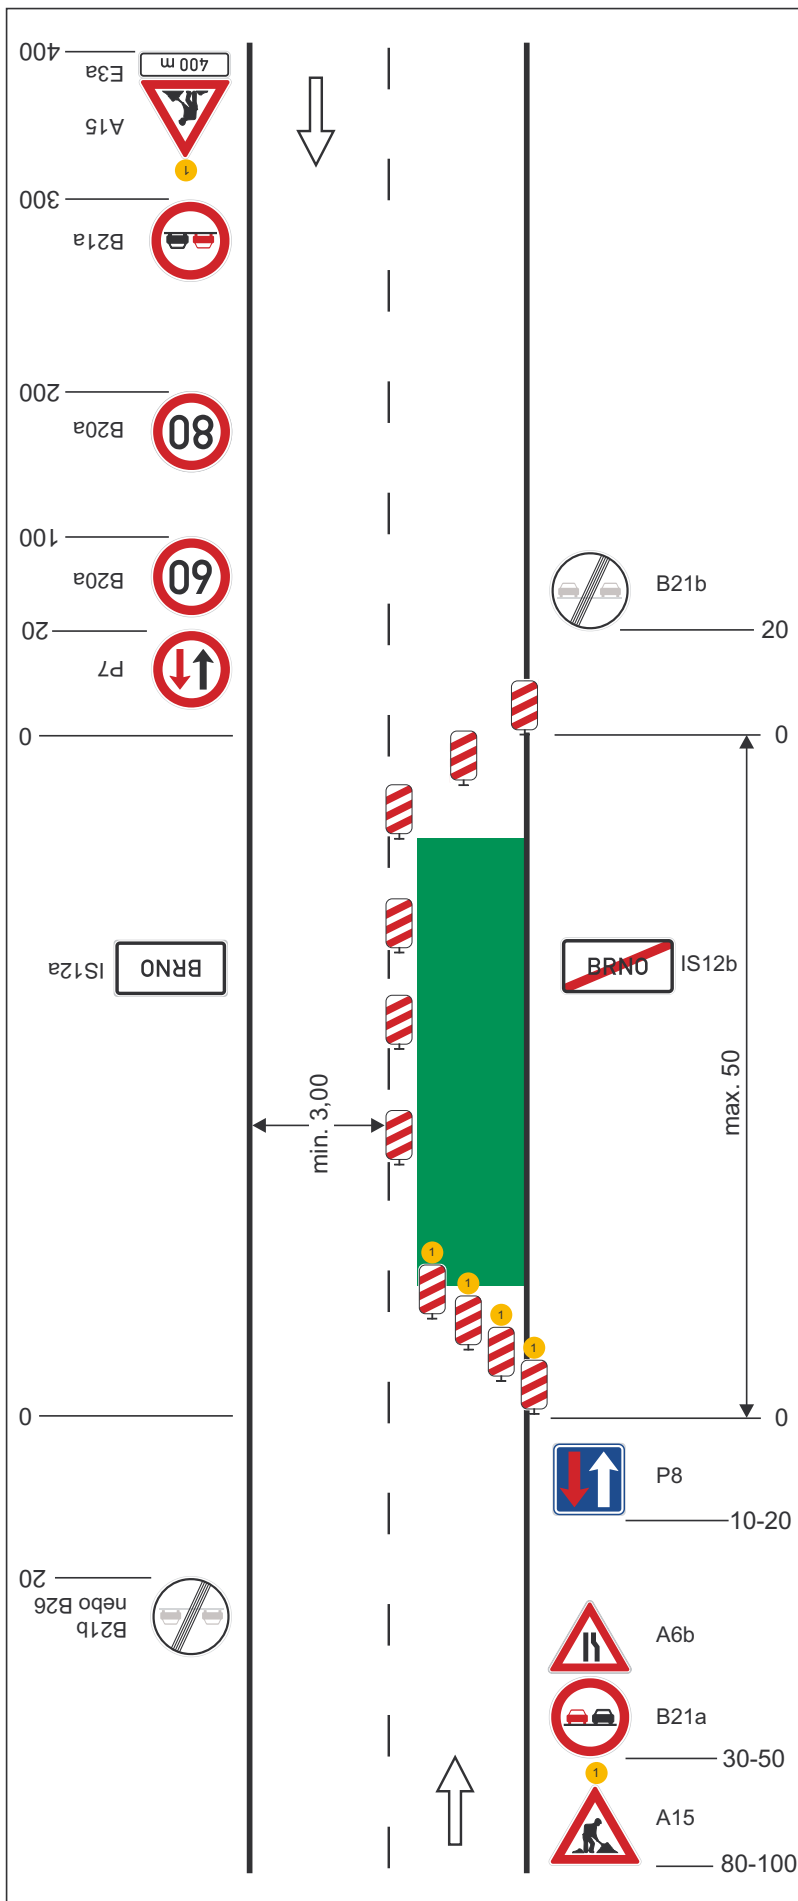 400
E3a
400 m
A15
1
300
B21a
200
B20a
80
100
B20a
60
20
P7
0
B21b
20
0
IS12a
BRNO
BRNO
IS12b
max. 50
min. 3,00
1
1
1
1
0
0
P8
10-20
20
B21b
nebo B26
A6b
B21a
30-50
1
A15
80-100